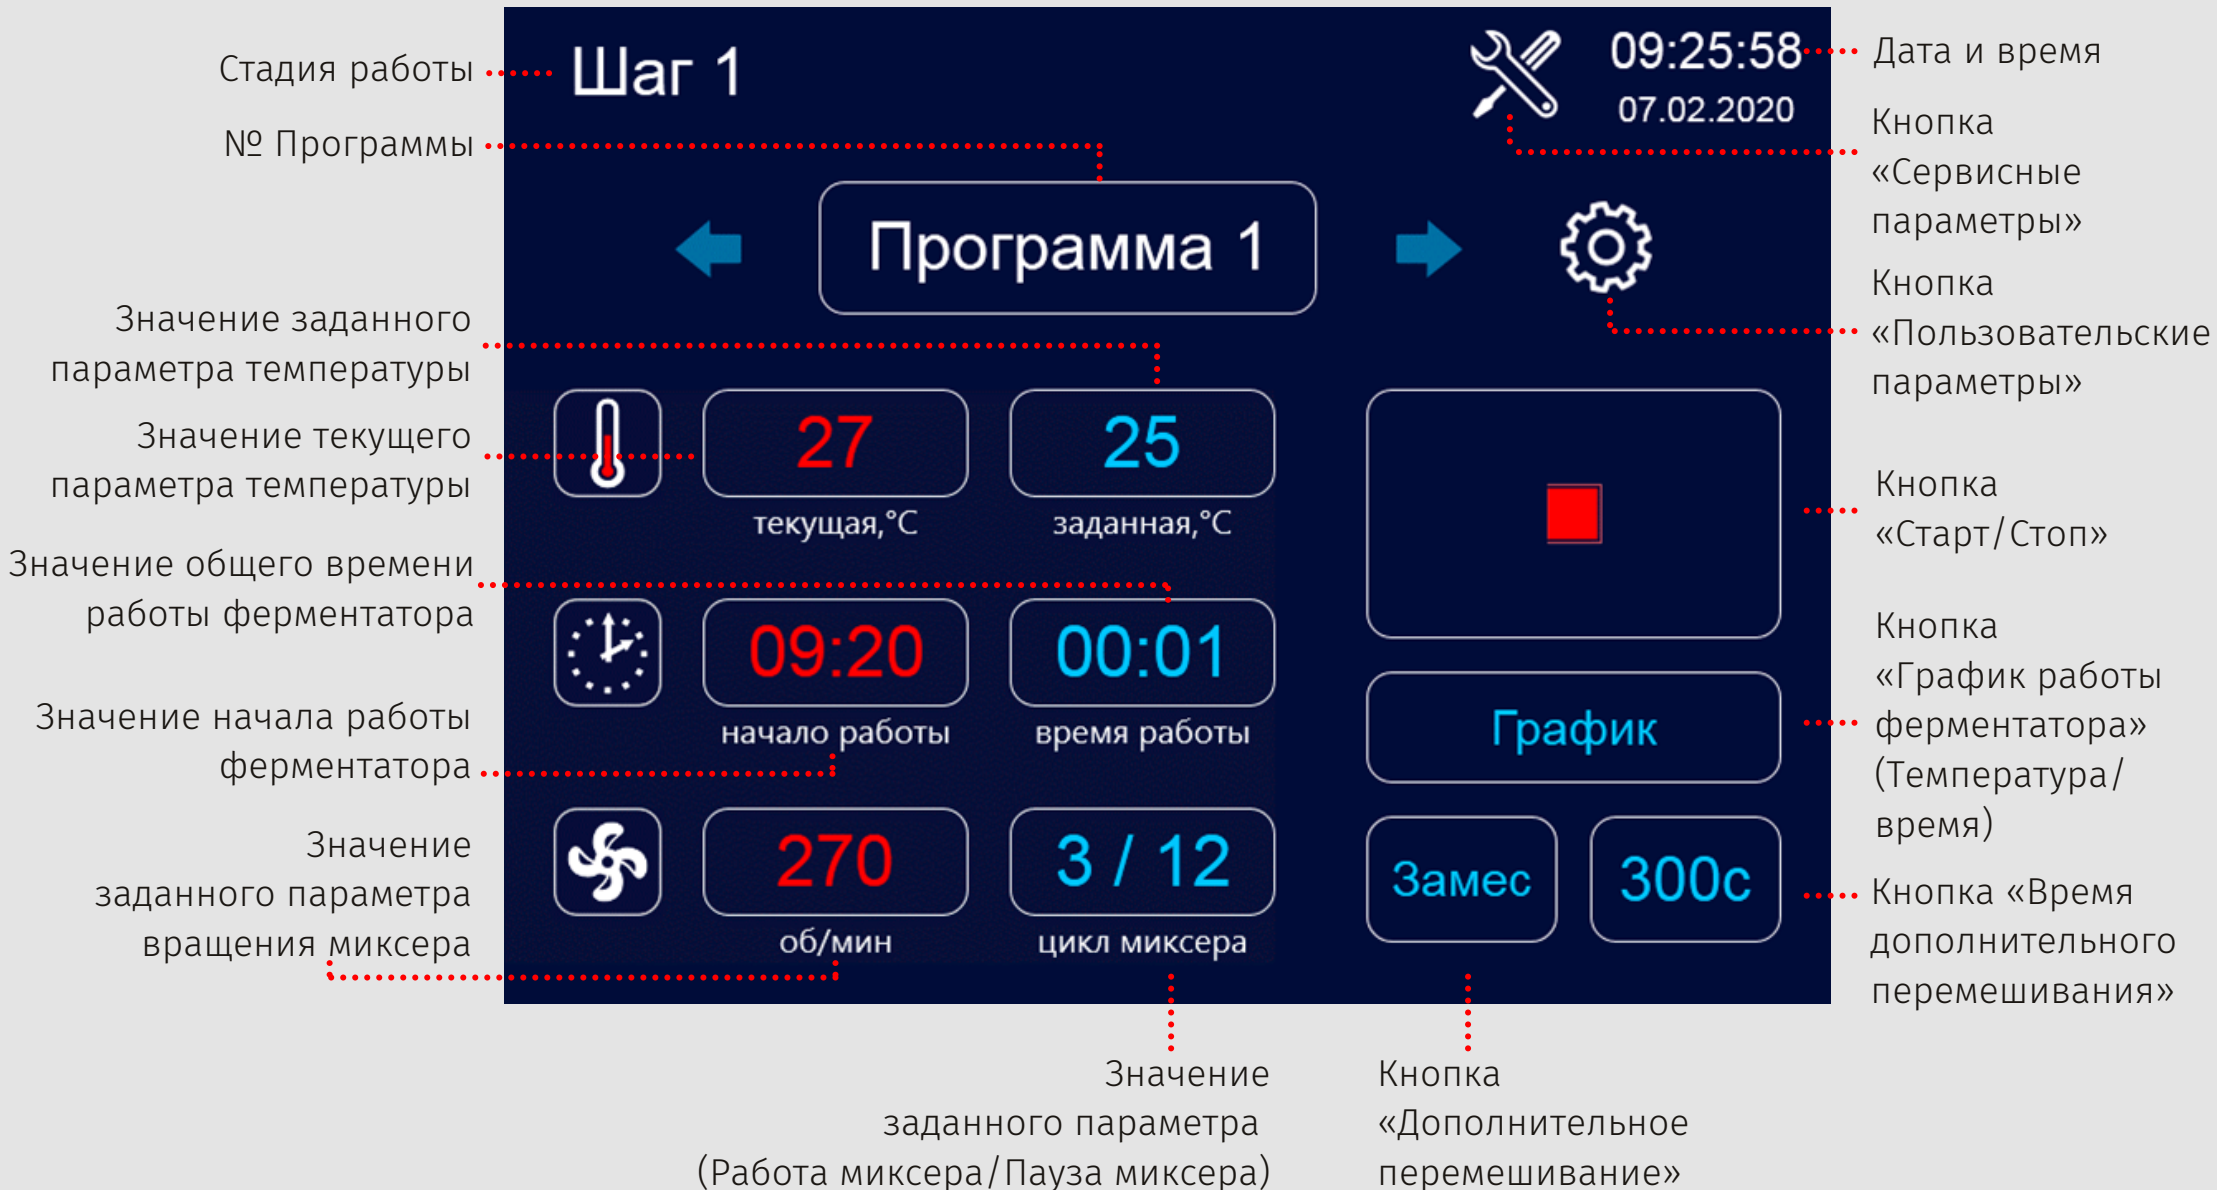 Стадия работы
№ Программы
Значение заданного
параметра температуры
Значение текущего
параметра температуры
Значение общего времени
работы ферментатора
Значение начала работы
ферментатора
Значение
заданного параметра
вращения миксера
Шаг 1
09:25:58
07.02.2020
Программа 1
27
25
текущая,°C
заданная,°C
09:20
00:01
начало работы
время работы
График
270
3 / 12
Замес
300с
об/мин
цикл миксера
Дата и время
Кнопка
«Сервисные
параметры»
Кнопка
«Пользовательские
параметры»
Кнопка
«Старт/Стоп»
Кнопка
«График работы
ферментатора»
(Температура/
время)
Кнопка «Время
дополнительного
перемешивания»
Значение
заданного параметра
(Работа миксера/Пауза миксера)
Кнопка
«Дополнительное
перемешивание»